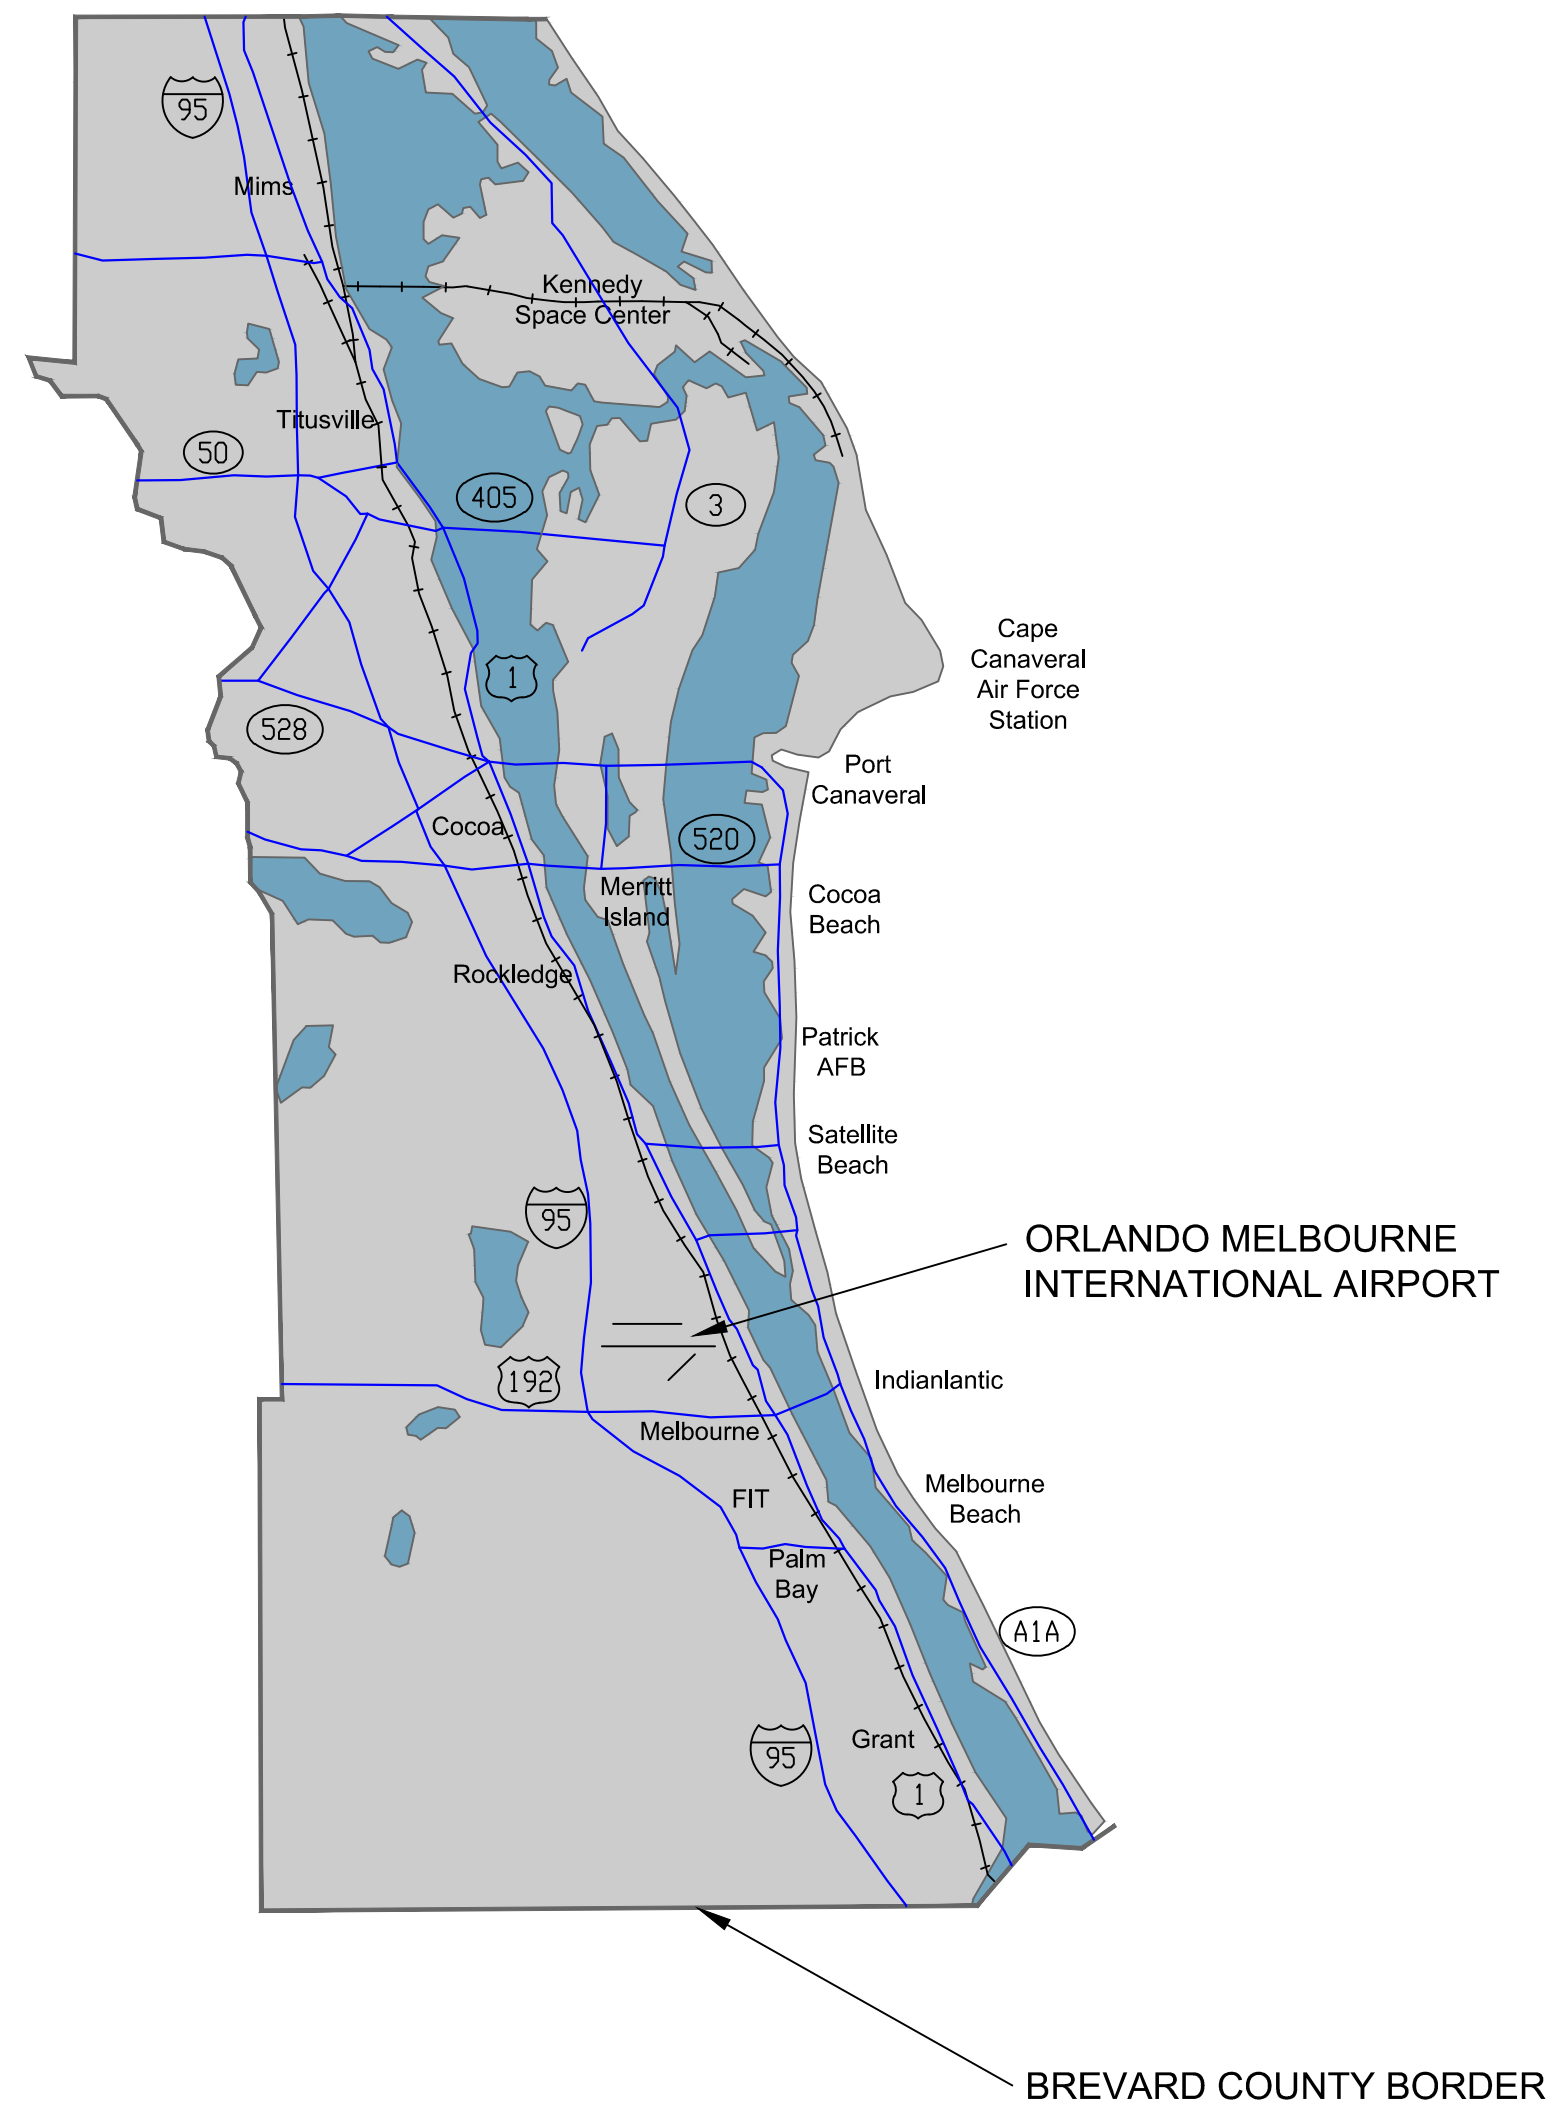 95
Mims
Kennedy
Space Center
Titusville
50
405
3
Cape
Canaveral
Air Force
Station
1
528
Port
Canaveral
Cocoa
520
Merritt
Island
Cocoa
Beach
Rockledge
Patrick
AFB
Satellite
Beach
95
ORLANDO MELBOURNE
INTERNATIONAL AIRPORT
192
Indianlantic
Melbourne
FIT
Melbourne
Beach
Palm
Bay
A1A
Grant
95
1
BREVARD COUNTY BORDER